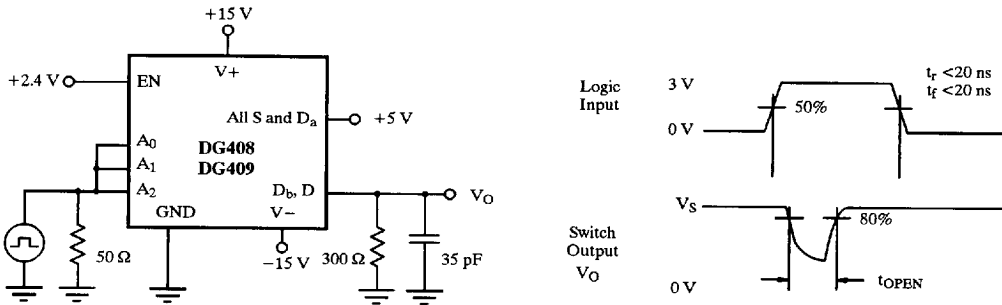 +15 V
V+
+2.4 V
EN
All S and Da
+5 V
A0
DG408
A1
DG409
A2
Db, D
VO
GND
V−
50 Ω
−15 V
300 Ω
35 pF
Logic
Input
3 V
50%
0 V
tr <20 ns
tf <20 ns
VS
80%
Switch
Output
VO
0 V
tOPEN